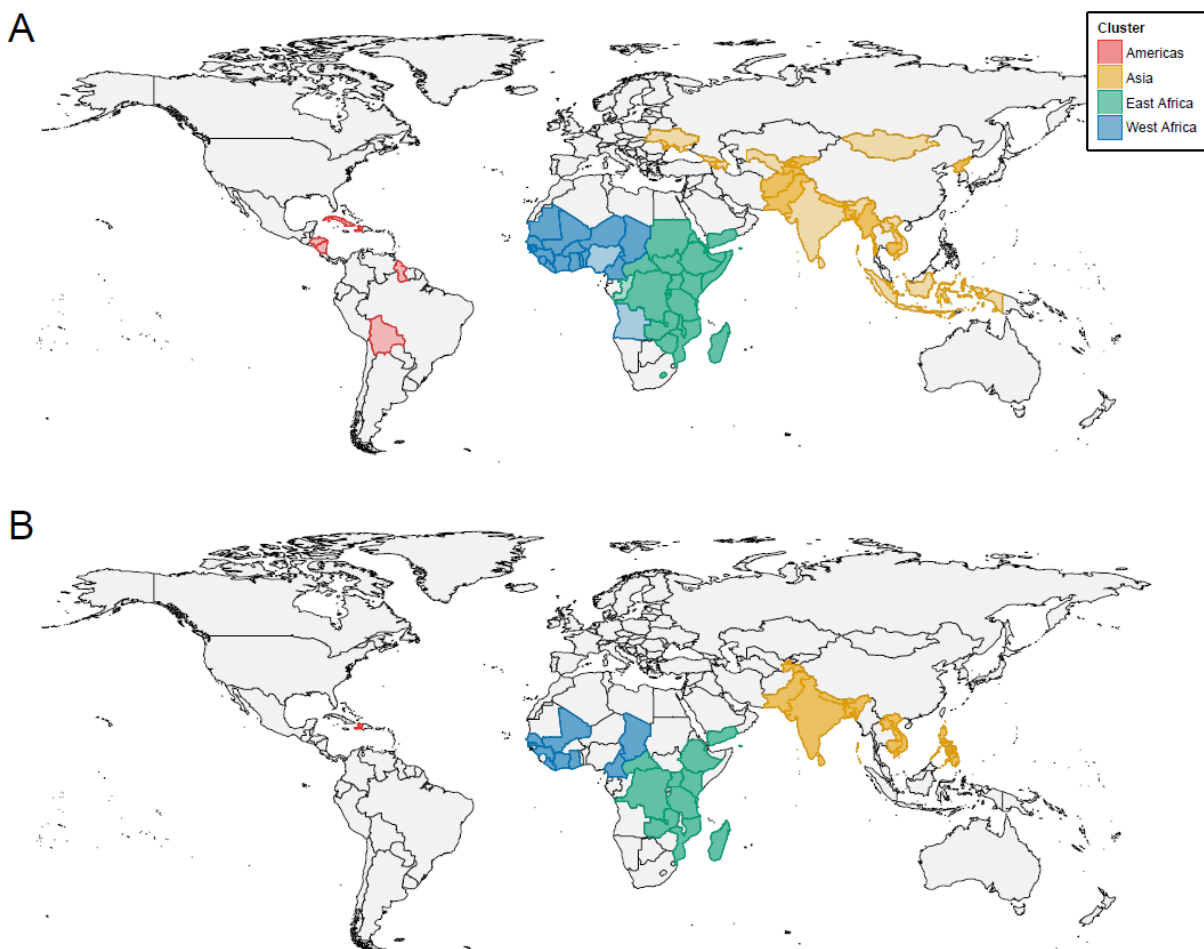 A
Cluster
Americas
Asia
East Africa
West Africa
B